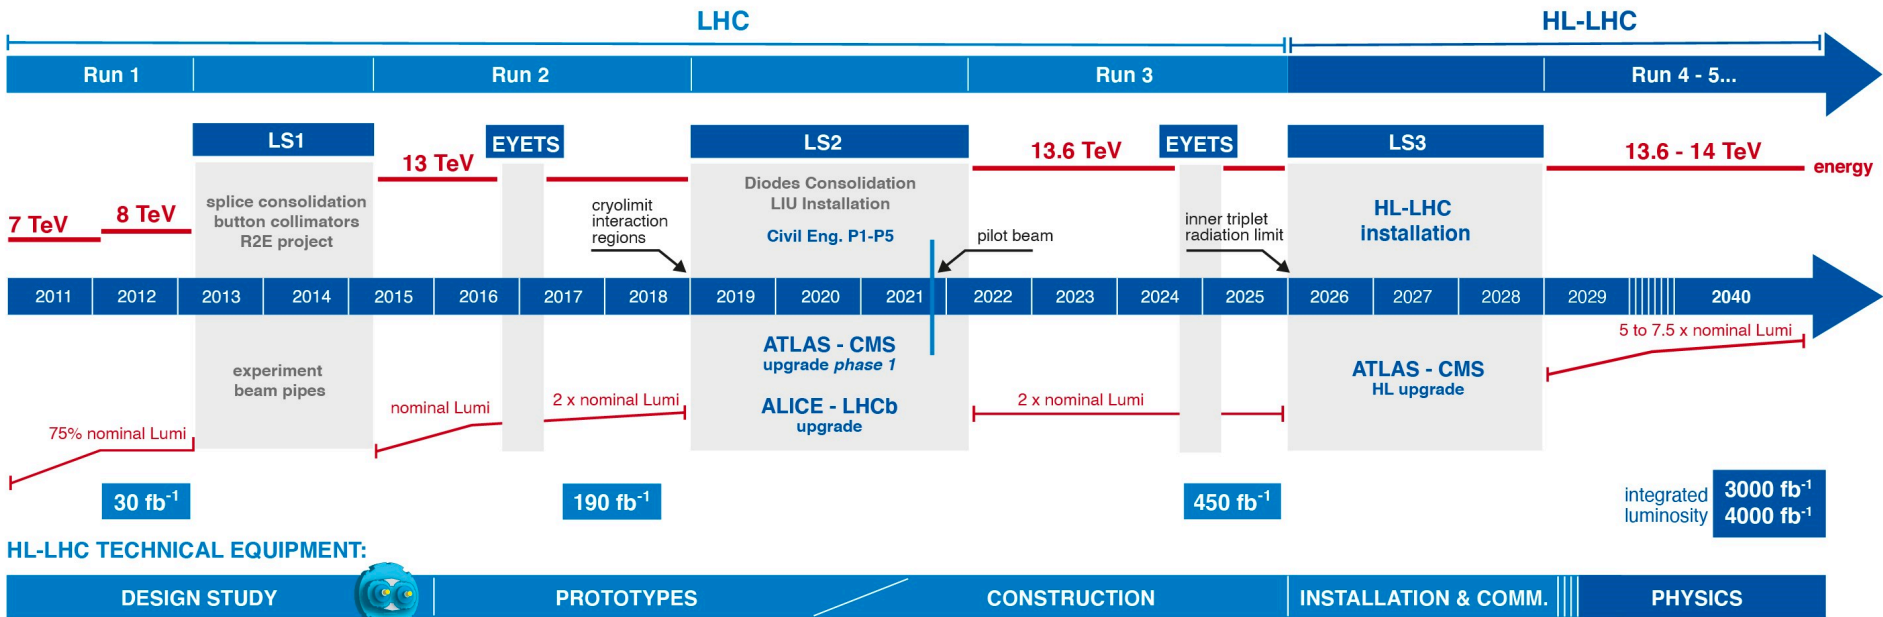 LHC
HL-LHC
Run 1
Run 2
Run 3
Run 4 - 5...
LS1
EYETS
LS2
EYETS
LS3
13 TeV
13.6 TeV
13.6 - 14 TeV
energy
7 TeV
8 TeV
splice consolidation
button collimators
R2E project
cryolimit
interaction
regions
Diodes Consolidation
LIU Installation
Civil Eng. P1-P5
pilot beam
inner triplet
radiation limit
HL-LHC
installation
2011
2012
2013
2014
2015
2016
2017
2018
2019
2020
2021
2022
2023
2024
2025
2026
2027
2028
2029
2040
5 to 7.5 x nominal Lumi
experiment
beam pipes
ATLAS - CMS
upgrade phase 1
ALICE - LHCb
upgrade
ATLAS - CMS
HL upgrade
75% nominal Lumi
nominal Lumi
2 x nominal Lumi
2 x nominal Lumi
30 fb⁻¹
190 fb⁻¹
450 fb⁻¹
integrated
luminosity
3000 fb⁻¹
4000 fb⁻¹
HL-LHC TECHNICAL EQUIPMENT:
DESIGN STUDY
PROTOTYPES
CONSTRUCTION
INSTALLATION & COMM.
PHYSICS